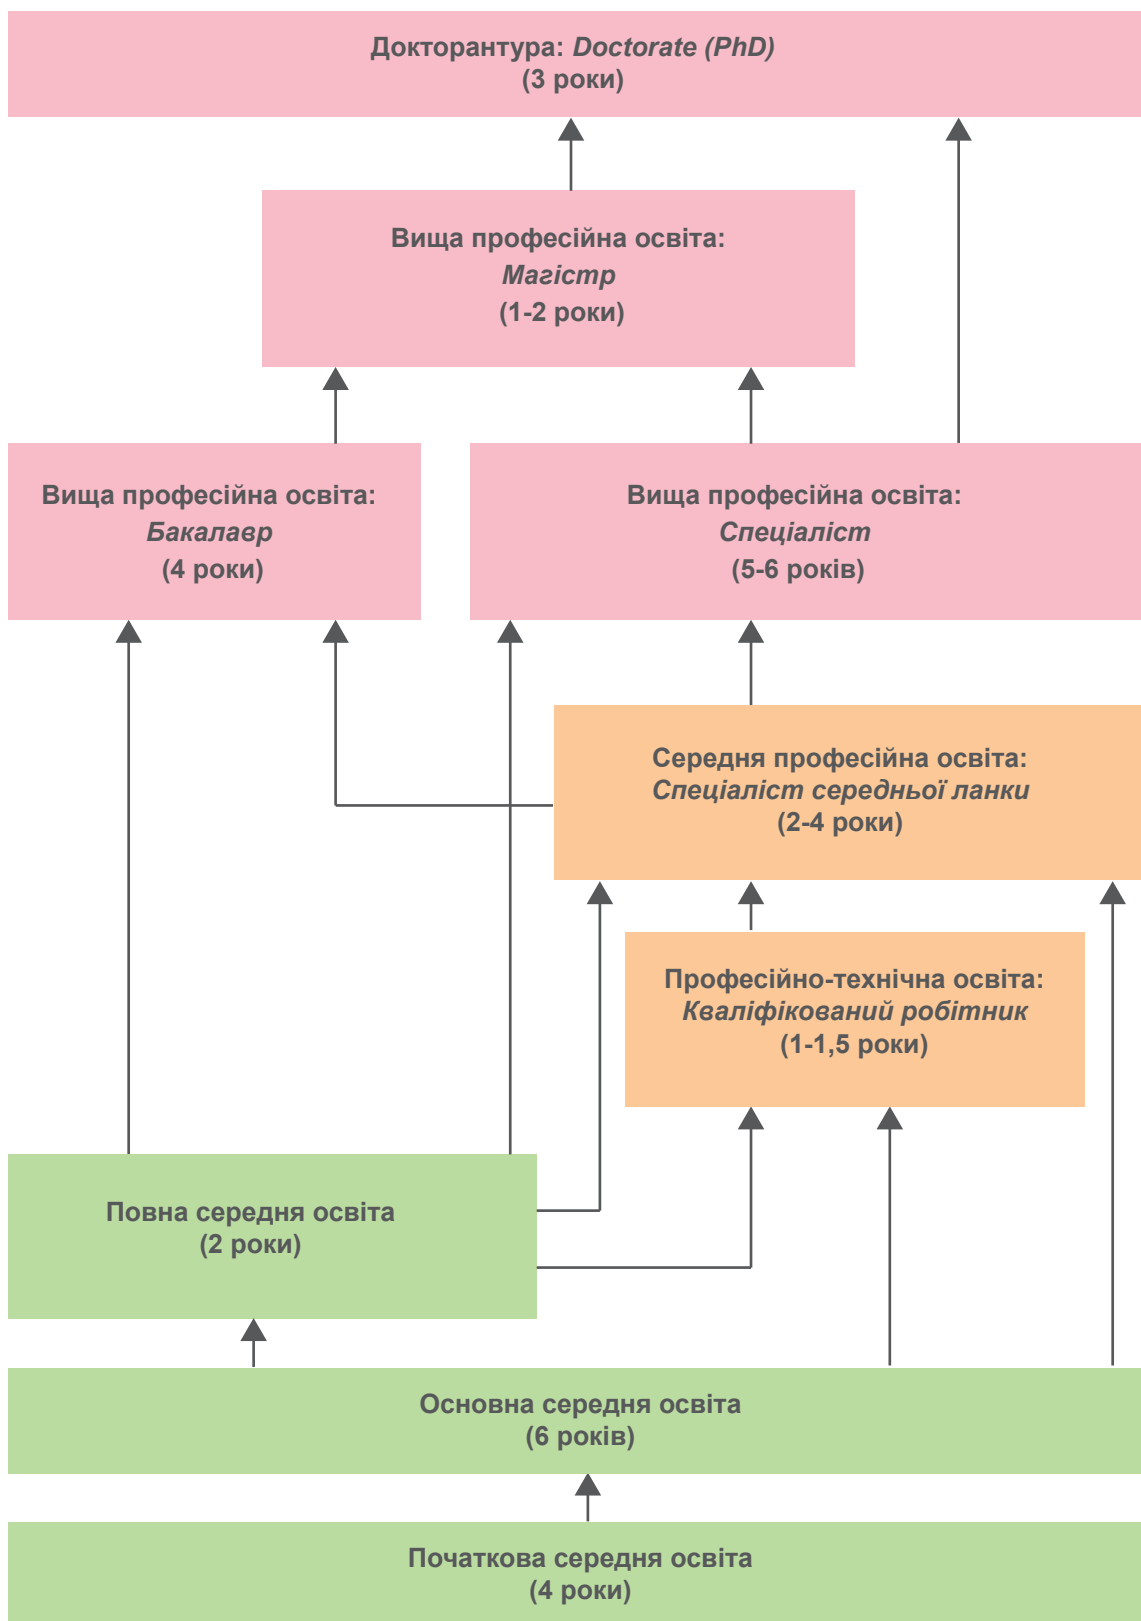 Докторантура: Doctorate (PhD)
(3 роки)
Вища професійна освіта:
Магістр
(1-2 роки)
Вища професійна освіта:
Бакалавр
(4 роки)
Вища професійна освіта:
Спеціаліст
(5-6 років)
Середня професійна освіта:
Спеціаліст середньої ланки
(2-4 роки)
Професійно-технічна освіта:
Кваліфікований робітник
(1-1,5 роки)
Повна середня освіта
(2 роки)
Основна середня освіта
(6 років)
Початкова середня освіта
(4 роки)